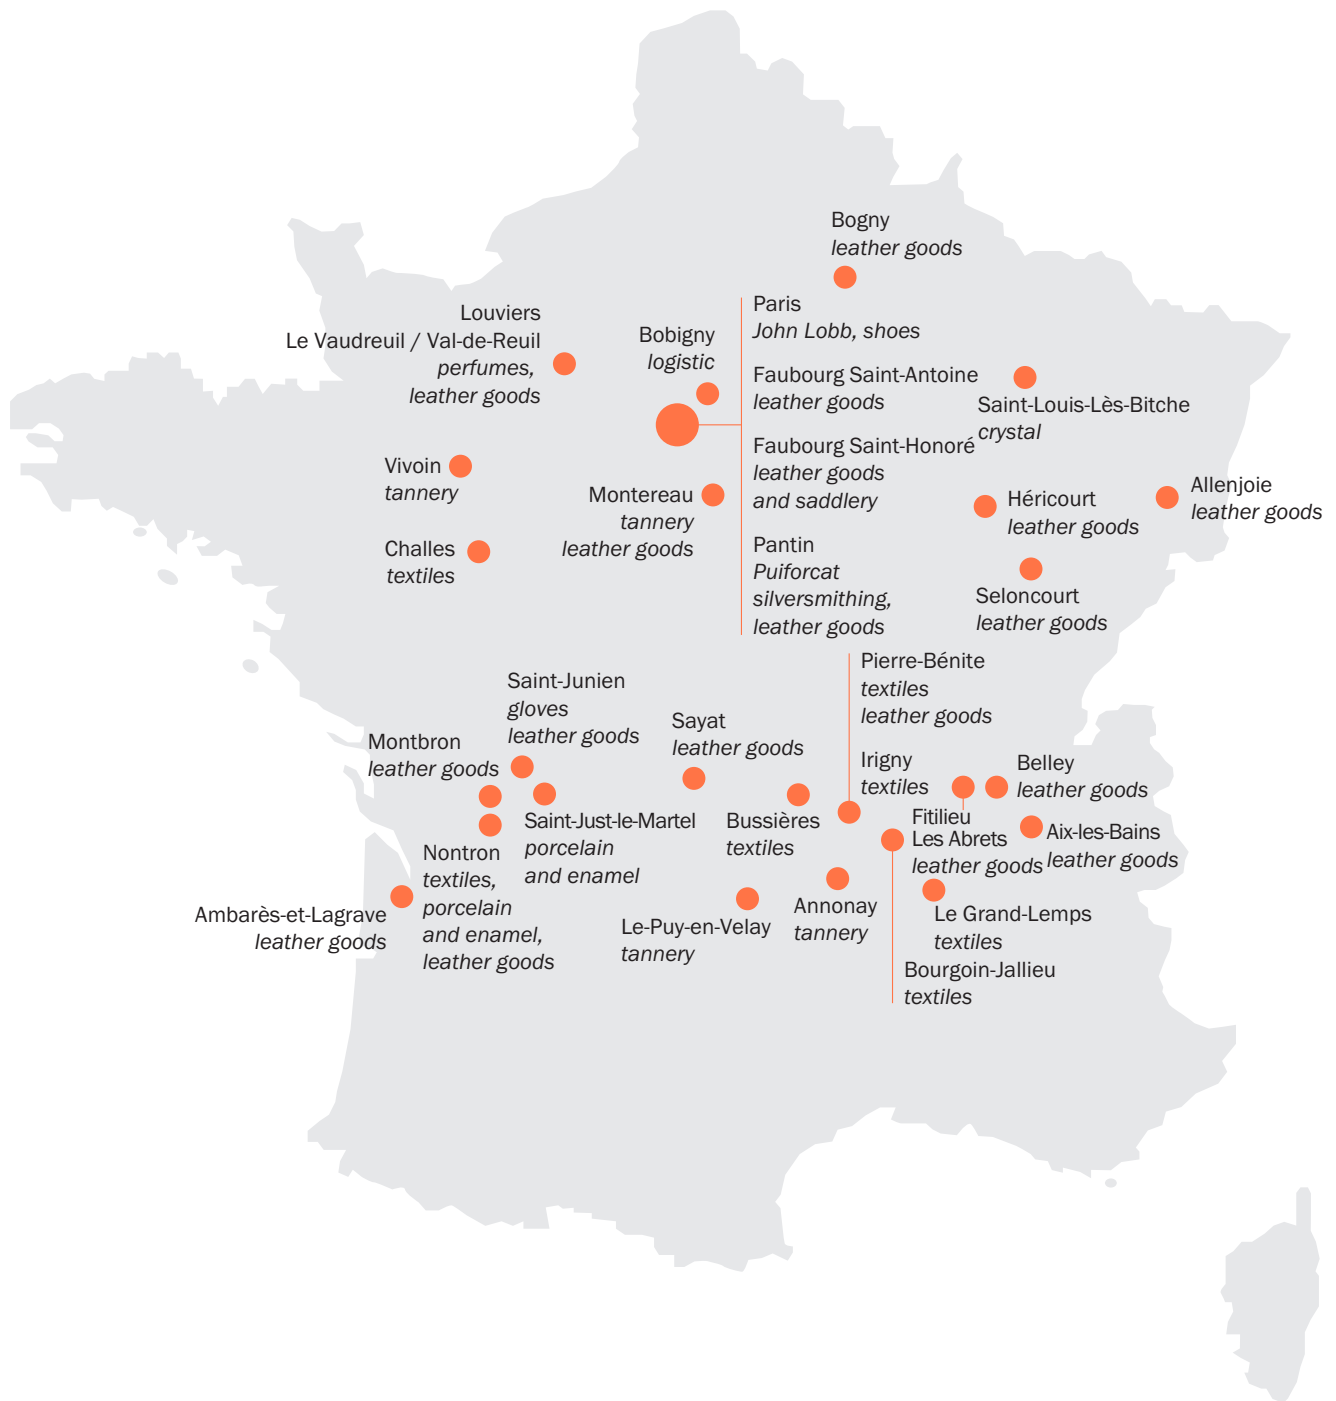 Bogny
leather goods
Louviers
Le Vaudreuil / Val-de-Reuil
perfumes,
leather goods
Bobigny
logistic
Paris
John Lobb, shoes
Faubourg Saint-Antoine
leather goods
Faubourg Saint-Honoré
leather goods
and saddlery
Pantin
Puiforcat
silversmithing,
leather goods
Saint-Louis-Lès-Bitche
crystal
Vivoin
tannery
Montereau
tannery
leather goods
Héricourt
leather goods
Allenjoie
leather goods
Challes
textiles
Seloncourt
leather goods
Pierre-Bénite
textiles
leather goods
Irigny
textiles
Saint-Junien
gloves
leather goods
Sayat
leather goods
Montbron
leather goods
Belley
leather goods
Saint-Just-le-Martel
porcelain
and enamel
Bussières
textiles
Fitilieu
Les Abrets
leather goods
Aix-les-Bains
leather goods
Nontron
textiles,
porcelain
and enamel,
leather goods
Ambarès-et-Lagrave
leather goods
Le-Puy-en-Velay
tannery
Annonay
tannery
Le Grand-Lemps
textiles
Bourgoin-Jallieu
textiles